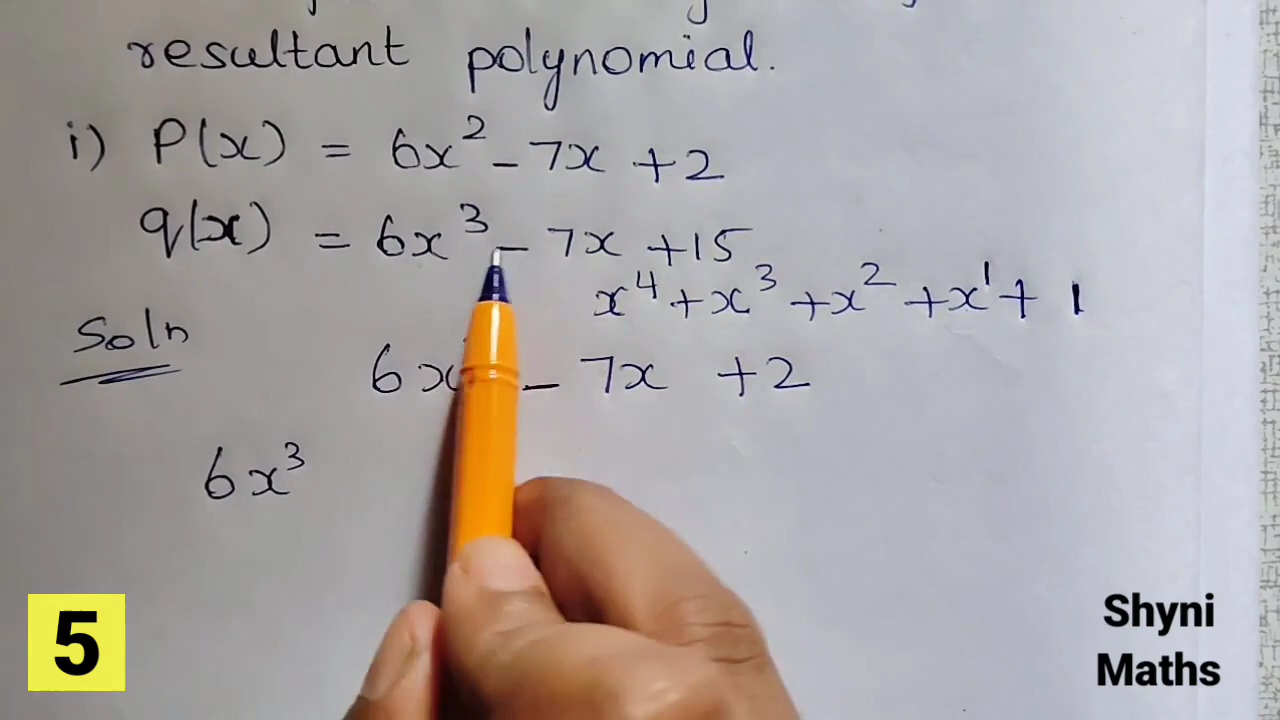 resultant polynomial.
i) P(x) = 6x² - 7x + 2
q(x) = 6x³ - 7x + 15
x⁴ + x³ + x² + x¹ + 1
Soln
6x - 7x + 2
6x³
5
Shyni
Maths